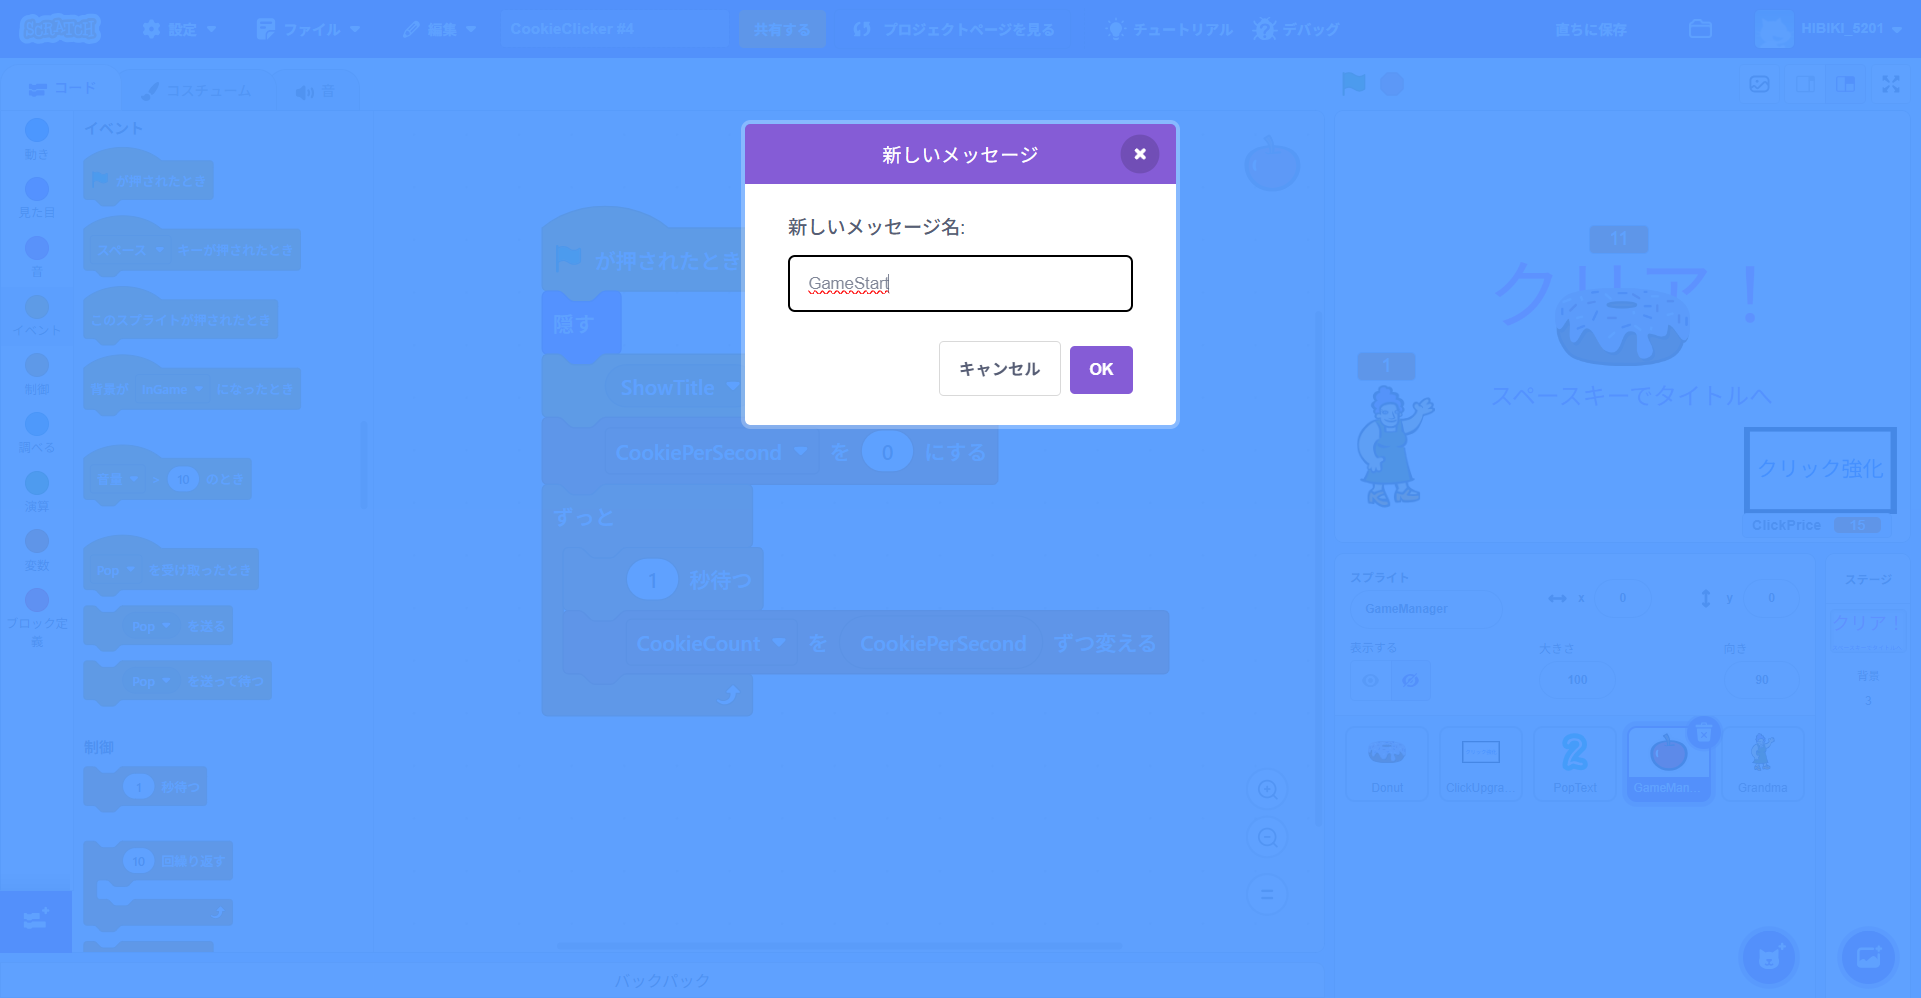 SCRATCH 設定 ファイル 編集 CookieClicker #4 共有する プロジェクトページを見る チュートリアル デバッグ 直ちに保存 HIBIKI_5201
コード コスチューム 音
動き
見た目
音
イベント
制御
調べる
演算
変数
ブロック定
義
イベント
が押されたとき
スペース キーが押されたとき
このスプライトが押されたとき
背景が InGame になったとき
音量 > 10 のとき
Pop を受け取ったとき
Pop を送る
Pop を送って待つ
制御
1 秒待つ
10 回繰り返す
が押されたとき
隠す
ShowTitle
CookiePerSecond を 0 にする
ずっと
1 秒待つ
CookieCount を CookiePerSecond ずつ変える
新しいメッセージ
新しいメッセージ名:
GameStart
キャンセル OK
11
クリア！
1
スペースキーでタイトルへ
クリック強化
ClickPrice 15
スプライト
GameManager x 0 y 0
表示する 大きさ 100 向き 90
Donut ClickUpgra... PopText GameMan... Grandma
ステージ
クリア！
背景
3
バックパック